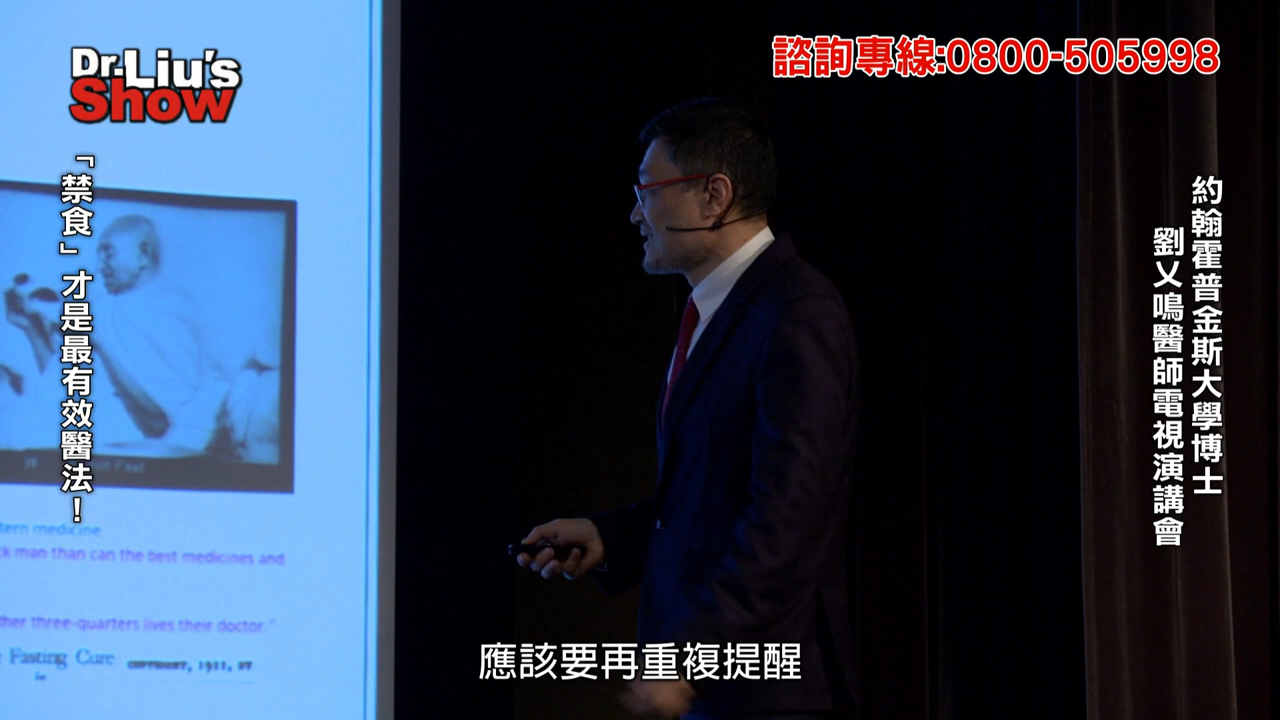 Dr.Liu's
Show
諮詢專線:0800-505998
「禁食」才是最有效醫法！
約翰霍普金斯大學博士
劉乂鳴醫師電視演講會
tern medicine
ck man than can the best medicines and
ther three-quarters lives their doctor."
Fasting Cure COPYRIGHT, 1911, BY
應該要再重複提醒